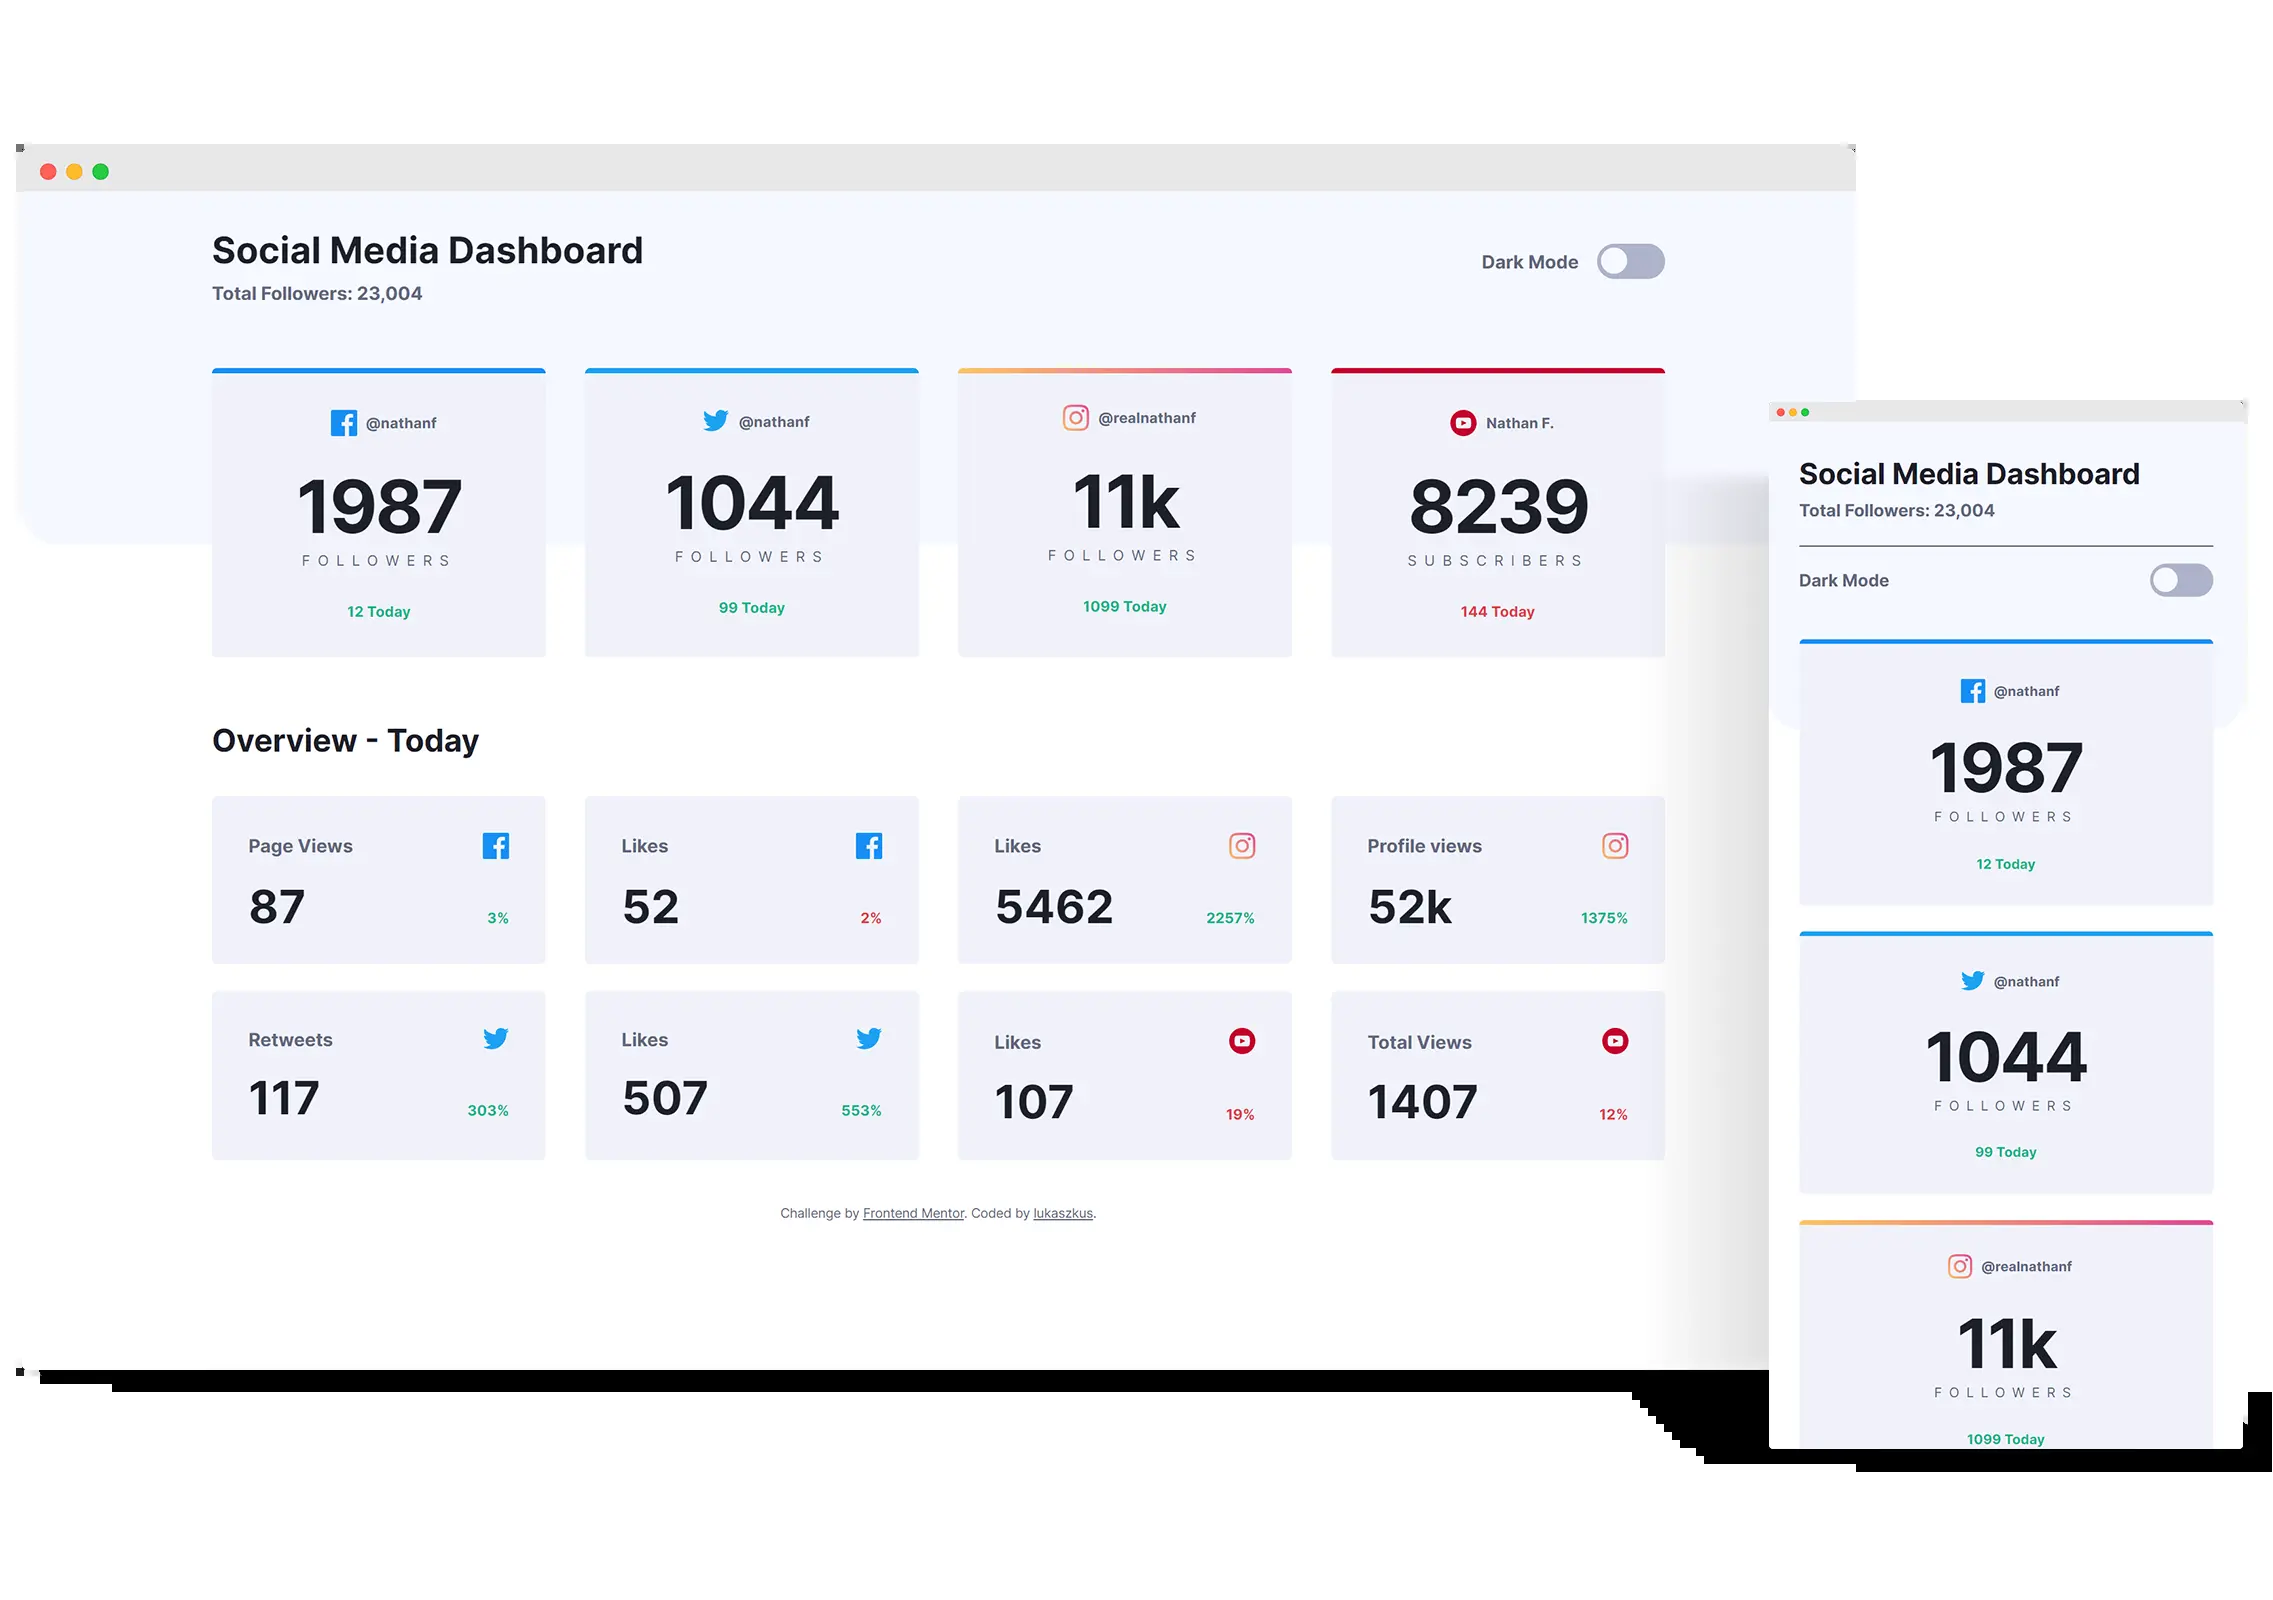 Social Media Dashboard
Total Followers: 23,004
Dark Mode
@nathanf
1987
FOLLOWERS
12 Today
@nathanf
1044
FOLLOWERS
99 Today
@realnathanf
11k
FOLLOWERS
1099 Today
Nathan F.
8239
SUBSCRIBERS
144 Today
Overview - Today
Page Views
87
3%
Likes
52
2%
Likes
5462
2257%
Profile views
52k
1375%
Retweets
117
303%
Likes
507
553%
Likes
107
19%
Total Views
1407
12%
Challenge by Frontend Mentor. Coded by lukaszkus.
Social Media Dashboard
Total Followers: 23,004
Dark Mode
@nathanf
1987
FOLLOWERS
12 Today
@nathanf
1044
FOLLOWERS
99 Today
@realnathanf
11k
FOLLOWERS
1099 Today